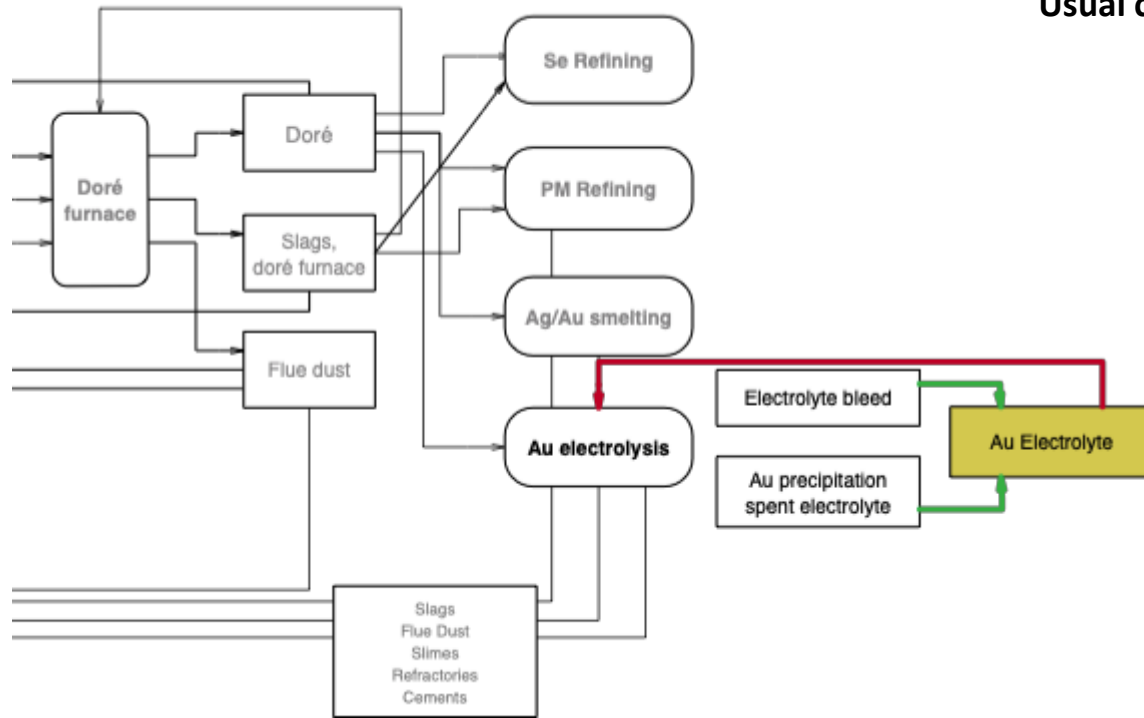 Usual
Se Refining
Doré
Doré
furnace
PM Refining
Slags,
doré furnace
Ag/Au smelting
Flue dust
Electrolyte bleed
Au Electrolyte
Au electrolysis
Au precipitation
spent electrolyte
Slags
Flue Dust
Slimes
Refractories
Cements